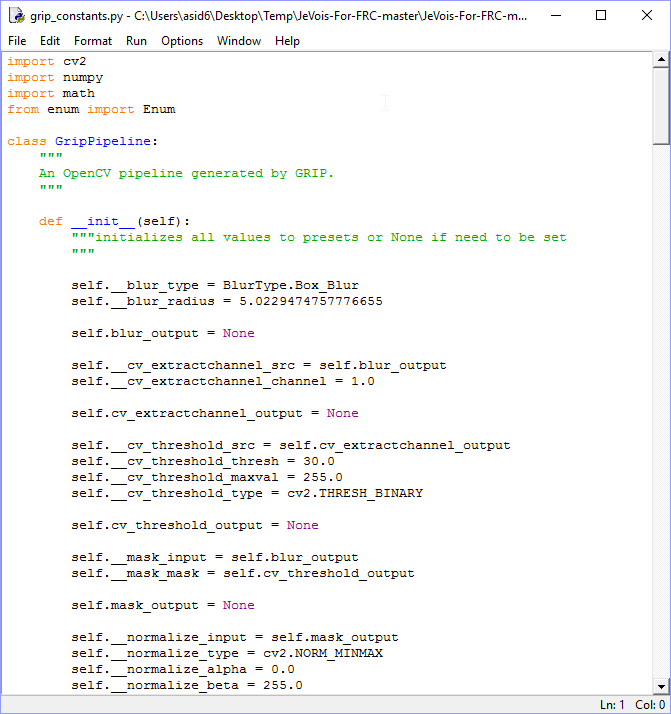 grip_constants.py - C:\Users\asid6\Desktop\Temp\JeVois-For-FRC-master\JeVois-For-FRC-m...
File Edit Format Run Options Window Help
import cv2
import numpy
import math
from enum import Enum
class GripPipeline:
"""
An OpenCV pipeline generated by GRIP.
"""
def __init__(self):
"""initializes all values to presets or None if need to be set
"""
self.__blur_type = BlurType.Box_Blur
self.__blur_radius = 5.0229474757776655
self.blur_output = None
self.__cv_extractchannel_src = self.blur_output
self.__cv_extractchannel_channel = 1.0
self.cv_extractchannel_output = None
self.__cv_threshold_src = self.cv_extractchannel_output
self.__cv_threshold_thresh = 30.0
self.__cv_threshold_maxval = 255.0
self.__cv_threshold_type = cv2.THRESH_BINARY
self.cv_threshold_output = None
self.__mask_input = self.blur_output
self.__mask_mask = self.cv_threshold_output
self.mask_output = None
self.__normalize_input = self.mask_output
self.__normalize_type = cv2.NORM_MINMAX
self.__normalize_alpha = 0.0
self.__normalize_beta = 255.0
Ln: 1 Col: 0